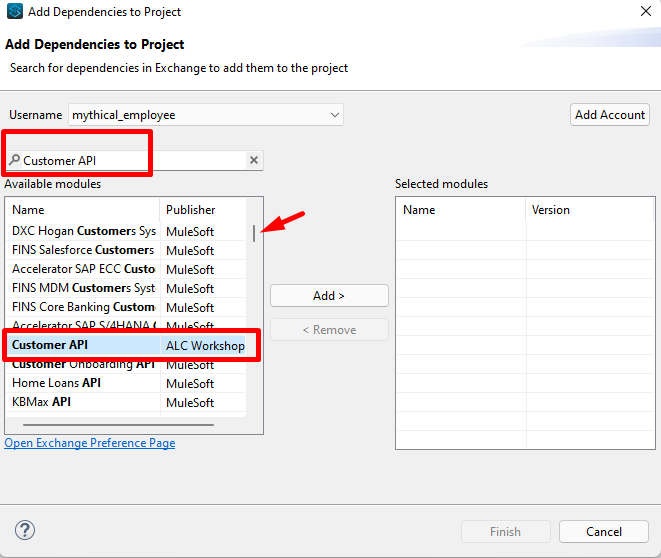 Add Dependencies to Project
Add Dependencies to Project
Search for dependencies in Exchange to add them to the project
Username mythical_employee Add Account
Customer API
Available modules Selected modules
Name Publisher Name Version
DXC Hogan Customers Sys MuleSoft
FINS Salesforce Customers MuleSoft
Accelerator SAP ECC Custo MuleSoft
FINS MDM Customers Syst MuleSoft
FINS Core Banking Custom MuleSoft
Accelerator SAP S/4HANA C MuleSoft
Customer API ALC Workshop
Customer Onboarding API MuleSoft
Home Loans API MuleSoft
KBMax API MuleSoft
Add >
< Remove
Open Exchange Preference Page
? Finish Cancel